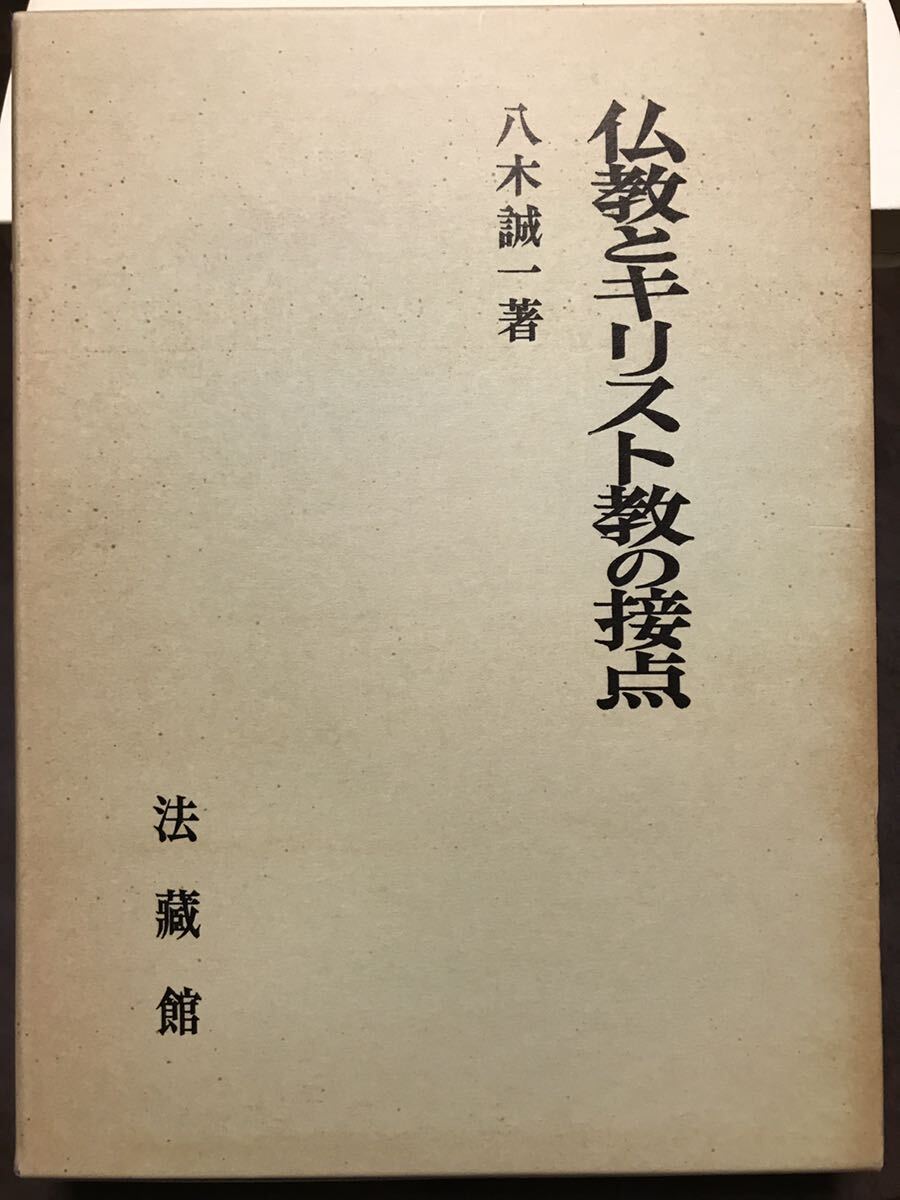 仏教とキリスト教の接点
八木誠一著
法藏館